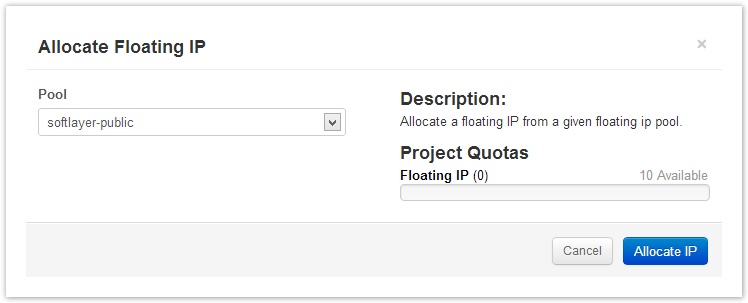 Allocate Floating IP
×
Pool
softlayer-public
Description:
Allocate a floating IP from a given floating ip pool.
Project Quotas
Floating IP (0) 10 Available
Cancel Allocate IP